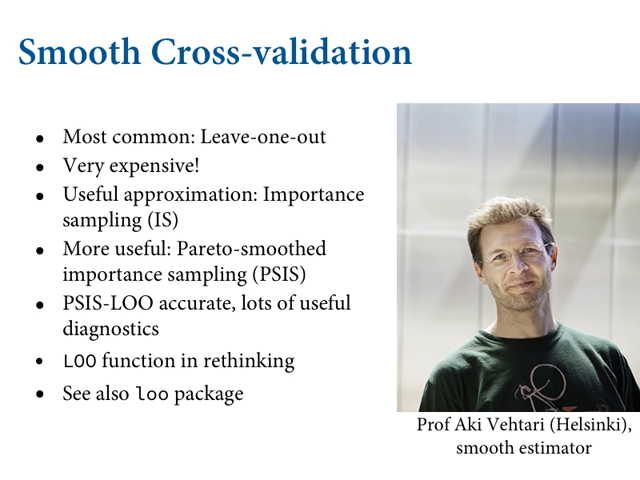 Smooth Cross-validation
• Most common: Leave-one-out
• Very expensive!
• Useful approximation: Importance
sampling (IS)
• More useful: Pareto-smoothed
importance sampling (PSIS)
• PSIS-LOO accurate, lots of useful
diagnostics
• LOO function in rethinking
• See also loo package
Prof Aki Vehtari (Helsinki),
smooth estimator